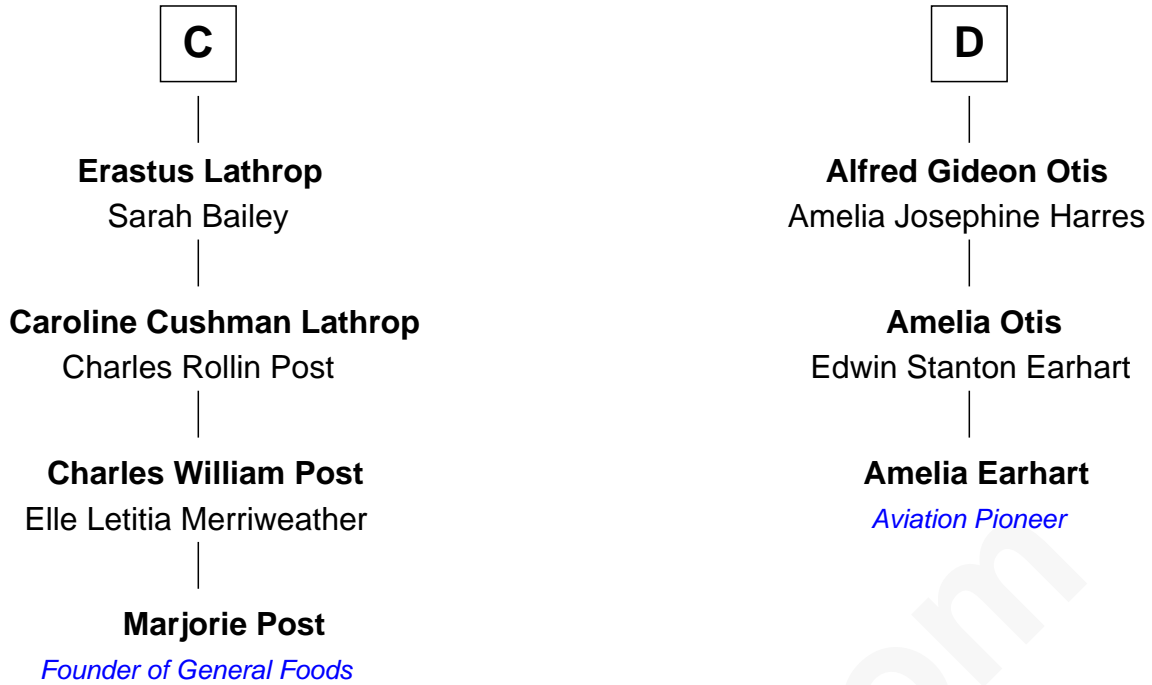 C
Erastus Lathrop
Sarah Bailey
Caroline Cushman Lathrop
Charles Rollin Post
Charles William Post
Elle Letitia Merriweather
Marjorie Post
Founder of General Foods
D
Alfred Gideon Otis
Amelia Josephine Harres
Amelia Otis
Edwin Stanton Earhart
Amelia Earhart
Aviation Pioneer
om